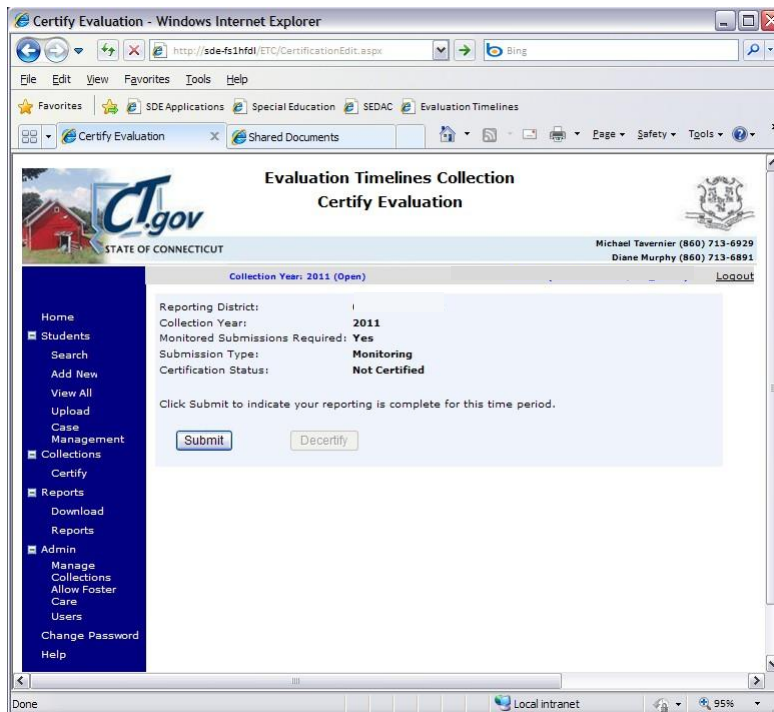 Certify Evaluation - Windows Internet Explorer
http://sde-fs1hfdl/ETC/CertificationEdit.aspx
Bing
File Edit View Favorites Tools Help
Favorites SDE Applications Special Education SEDAC Evaluation Timelines
Certify Evaluation X Shared Documents Page Safety Tools
CT.gov
STATE OF CONNECTICUT
Evaluation Timelines Collection
Certify Evaluation
Michael Tavernier (860) 713-6929
Diane Murphy (860) 713-6891
Collection Year: 2011 (Open) Logout
Home
Students
Search
Add New
View All
Upload
Case
Management
Collections
Certify
Reports
Download
Reports
Admin
Manage
Collections
Allow Foster
Care
Users
Change Password
Help
Reporting District:
Collection Year: 2011
Monitored Submissions Required: Yes
Submission Type: Monitoring
Certification Status: Not Certified
Click Submit to indicate your reporting is complete for this time period.
Submit Decertify
Done Local intranet 95%